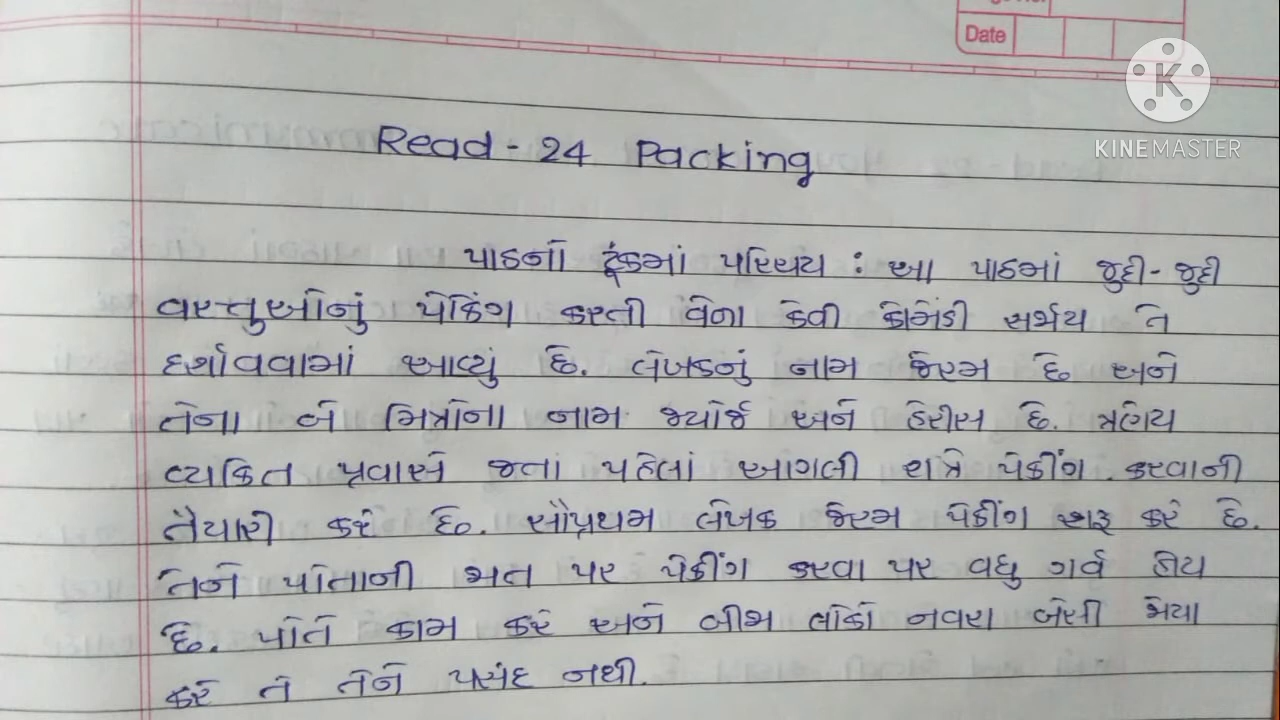 Date
KINEMASTER
Read - 24 Packing
પાઠનો ટૂંકમાં પરિચય : આ પાઠમાં જુદી-જુદી
વસ્તુઓનું પેકિંગ કરતી વેળા કેવી કોમેડી સર્જાય તે
દર્શાવવામાં આવ્યું છે. લેખકનું નામ જેરમ છે અને
તેના બે મિત્રોના નામ જ્યોર્જ અને હેરીસ છે. ત્રણેય
વ્યકિત પ્રવાસે જતાં પહેલાં આગલી રાત્રે પેકીંગ કરવાની
તૈયારી કરે છે. સૌપ્રથમ લેખક જેરમ પેકીંગ શરૂ કરે છે.
તેને પોતાની જાત પર પેકીંગ કરવા પર વધુ ગર્વ હોય
છે. પોતે કામ કરે અને બીજા લોકો નવરા બેસી જોયા
કરે તે તેને પસંદ નથી.